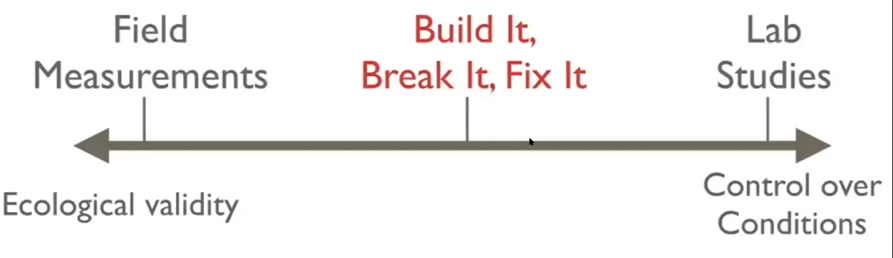 Field
Measurements
Build It,
Break It, Fix It
Lab
Studies
Ecological validity
Control over
Conditions